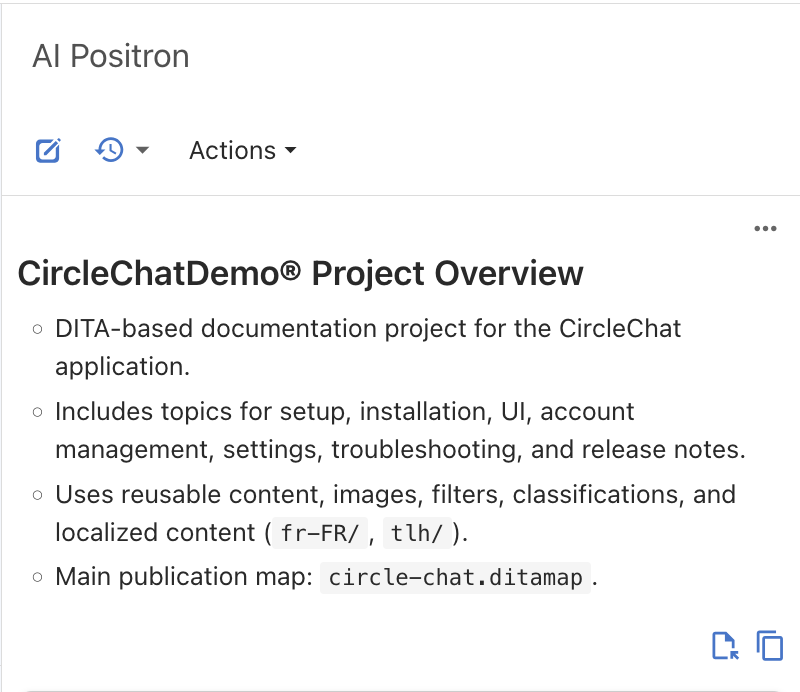 AI Positron
Actions
CircleChatDemo® Project Overview
DITA-based documentation project for the CircleChat
application.
Includes topics for setup, installation, UI, account
management, settings, troubleshooting, and release notes.
Uses reusable content, images, filters, classifications, and
localized content ( fr-FR/ , tlh/ ).
Main publication map: circle-chat.ditamap .